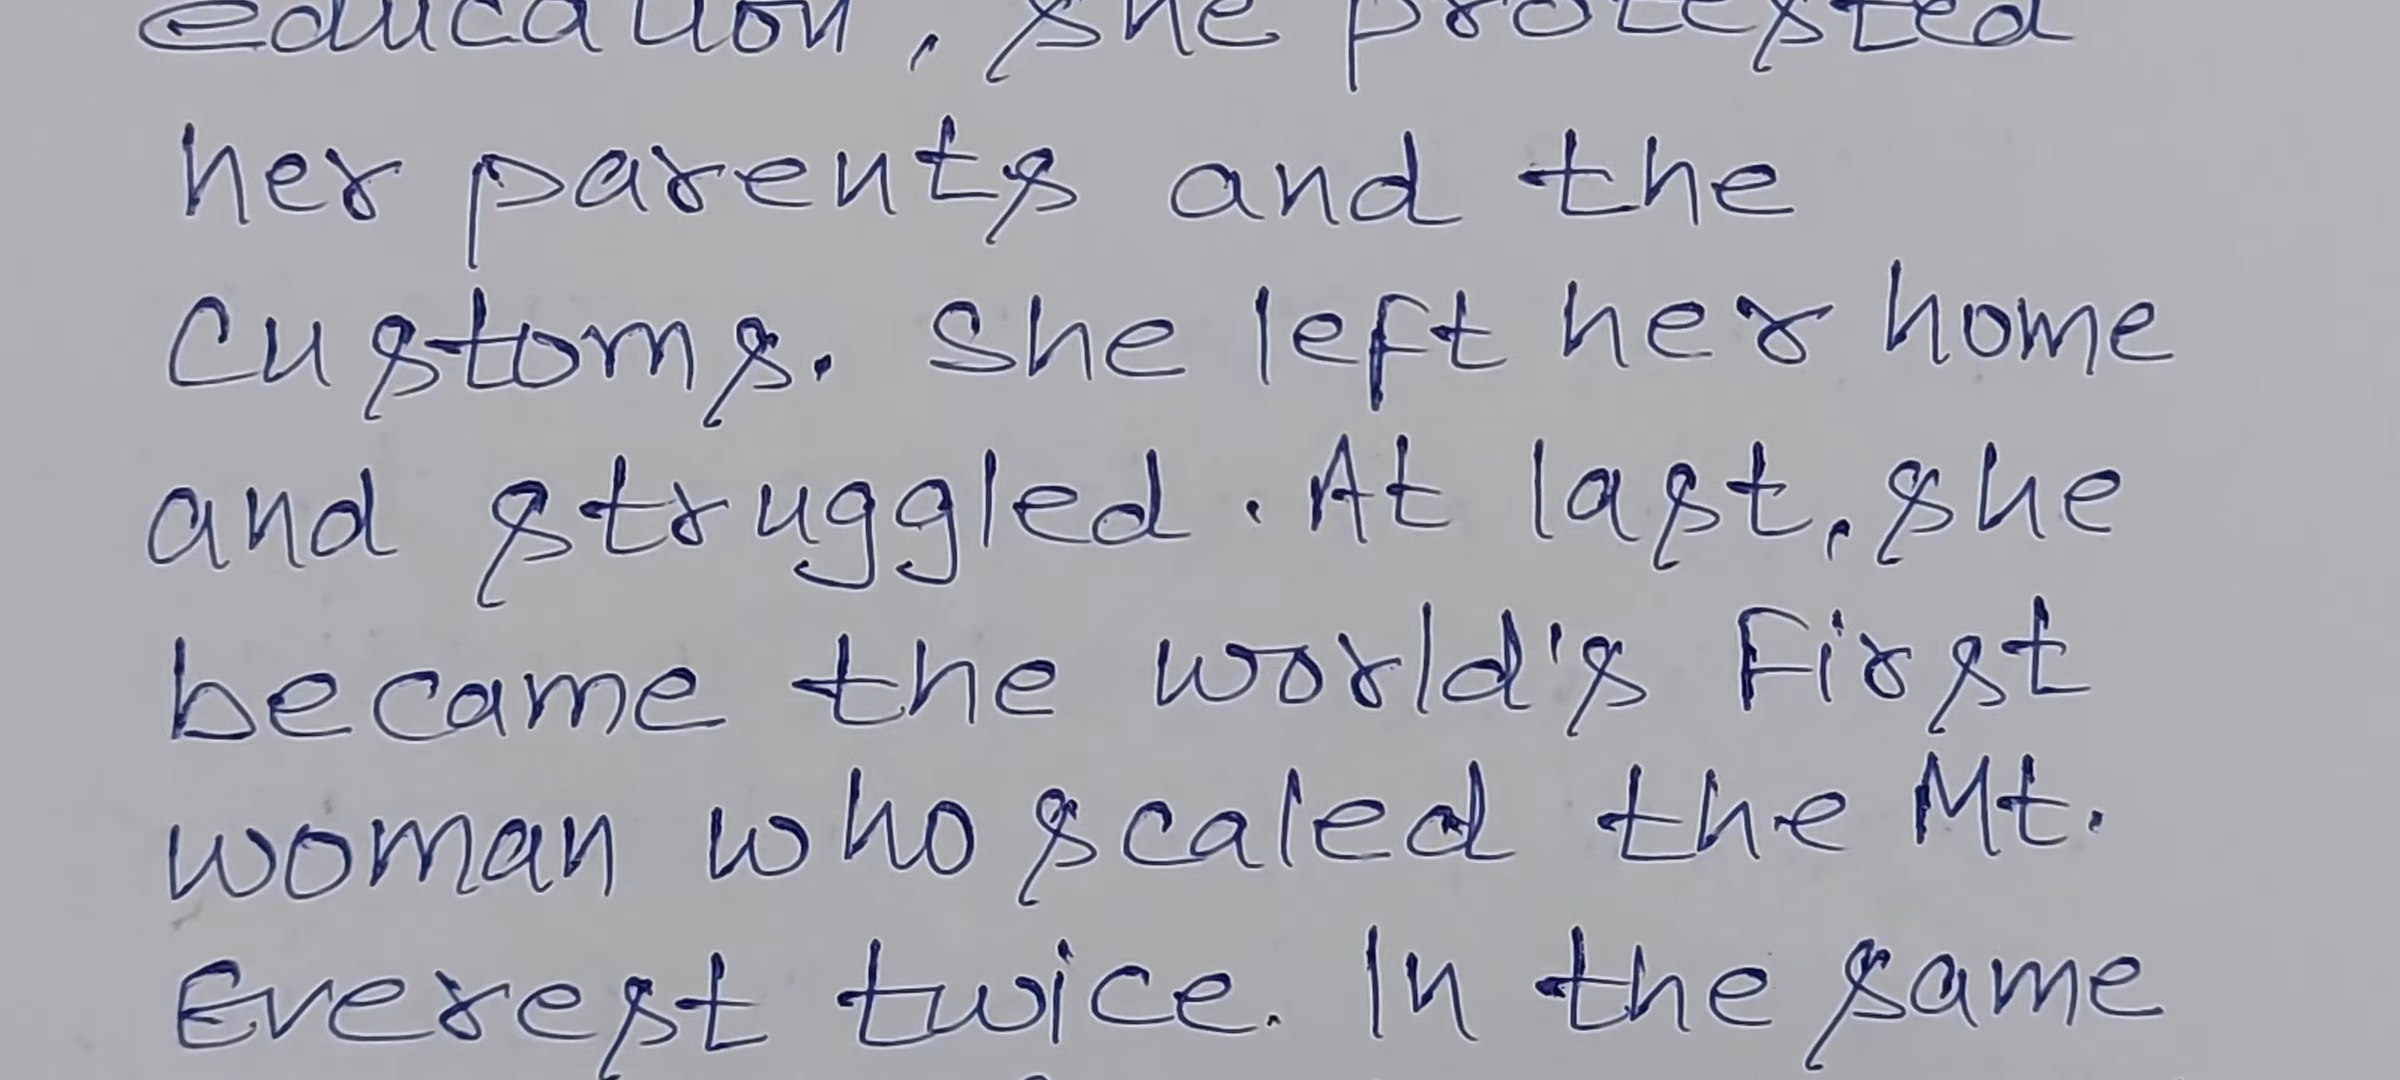 education, she protested
her parents and the
customs. She left her home
and struggled. At last, she
became the world's First
woman who scaled the Mt.
Everest twice. In the same